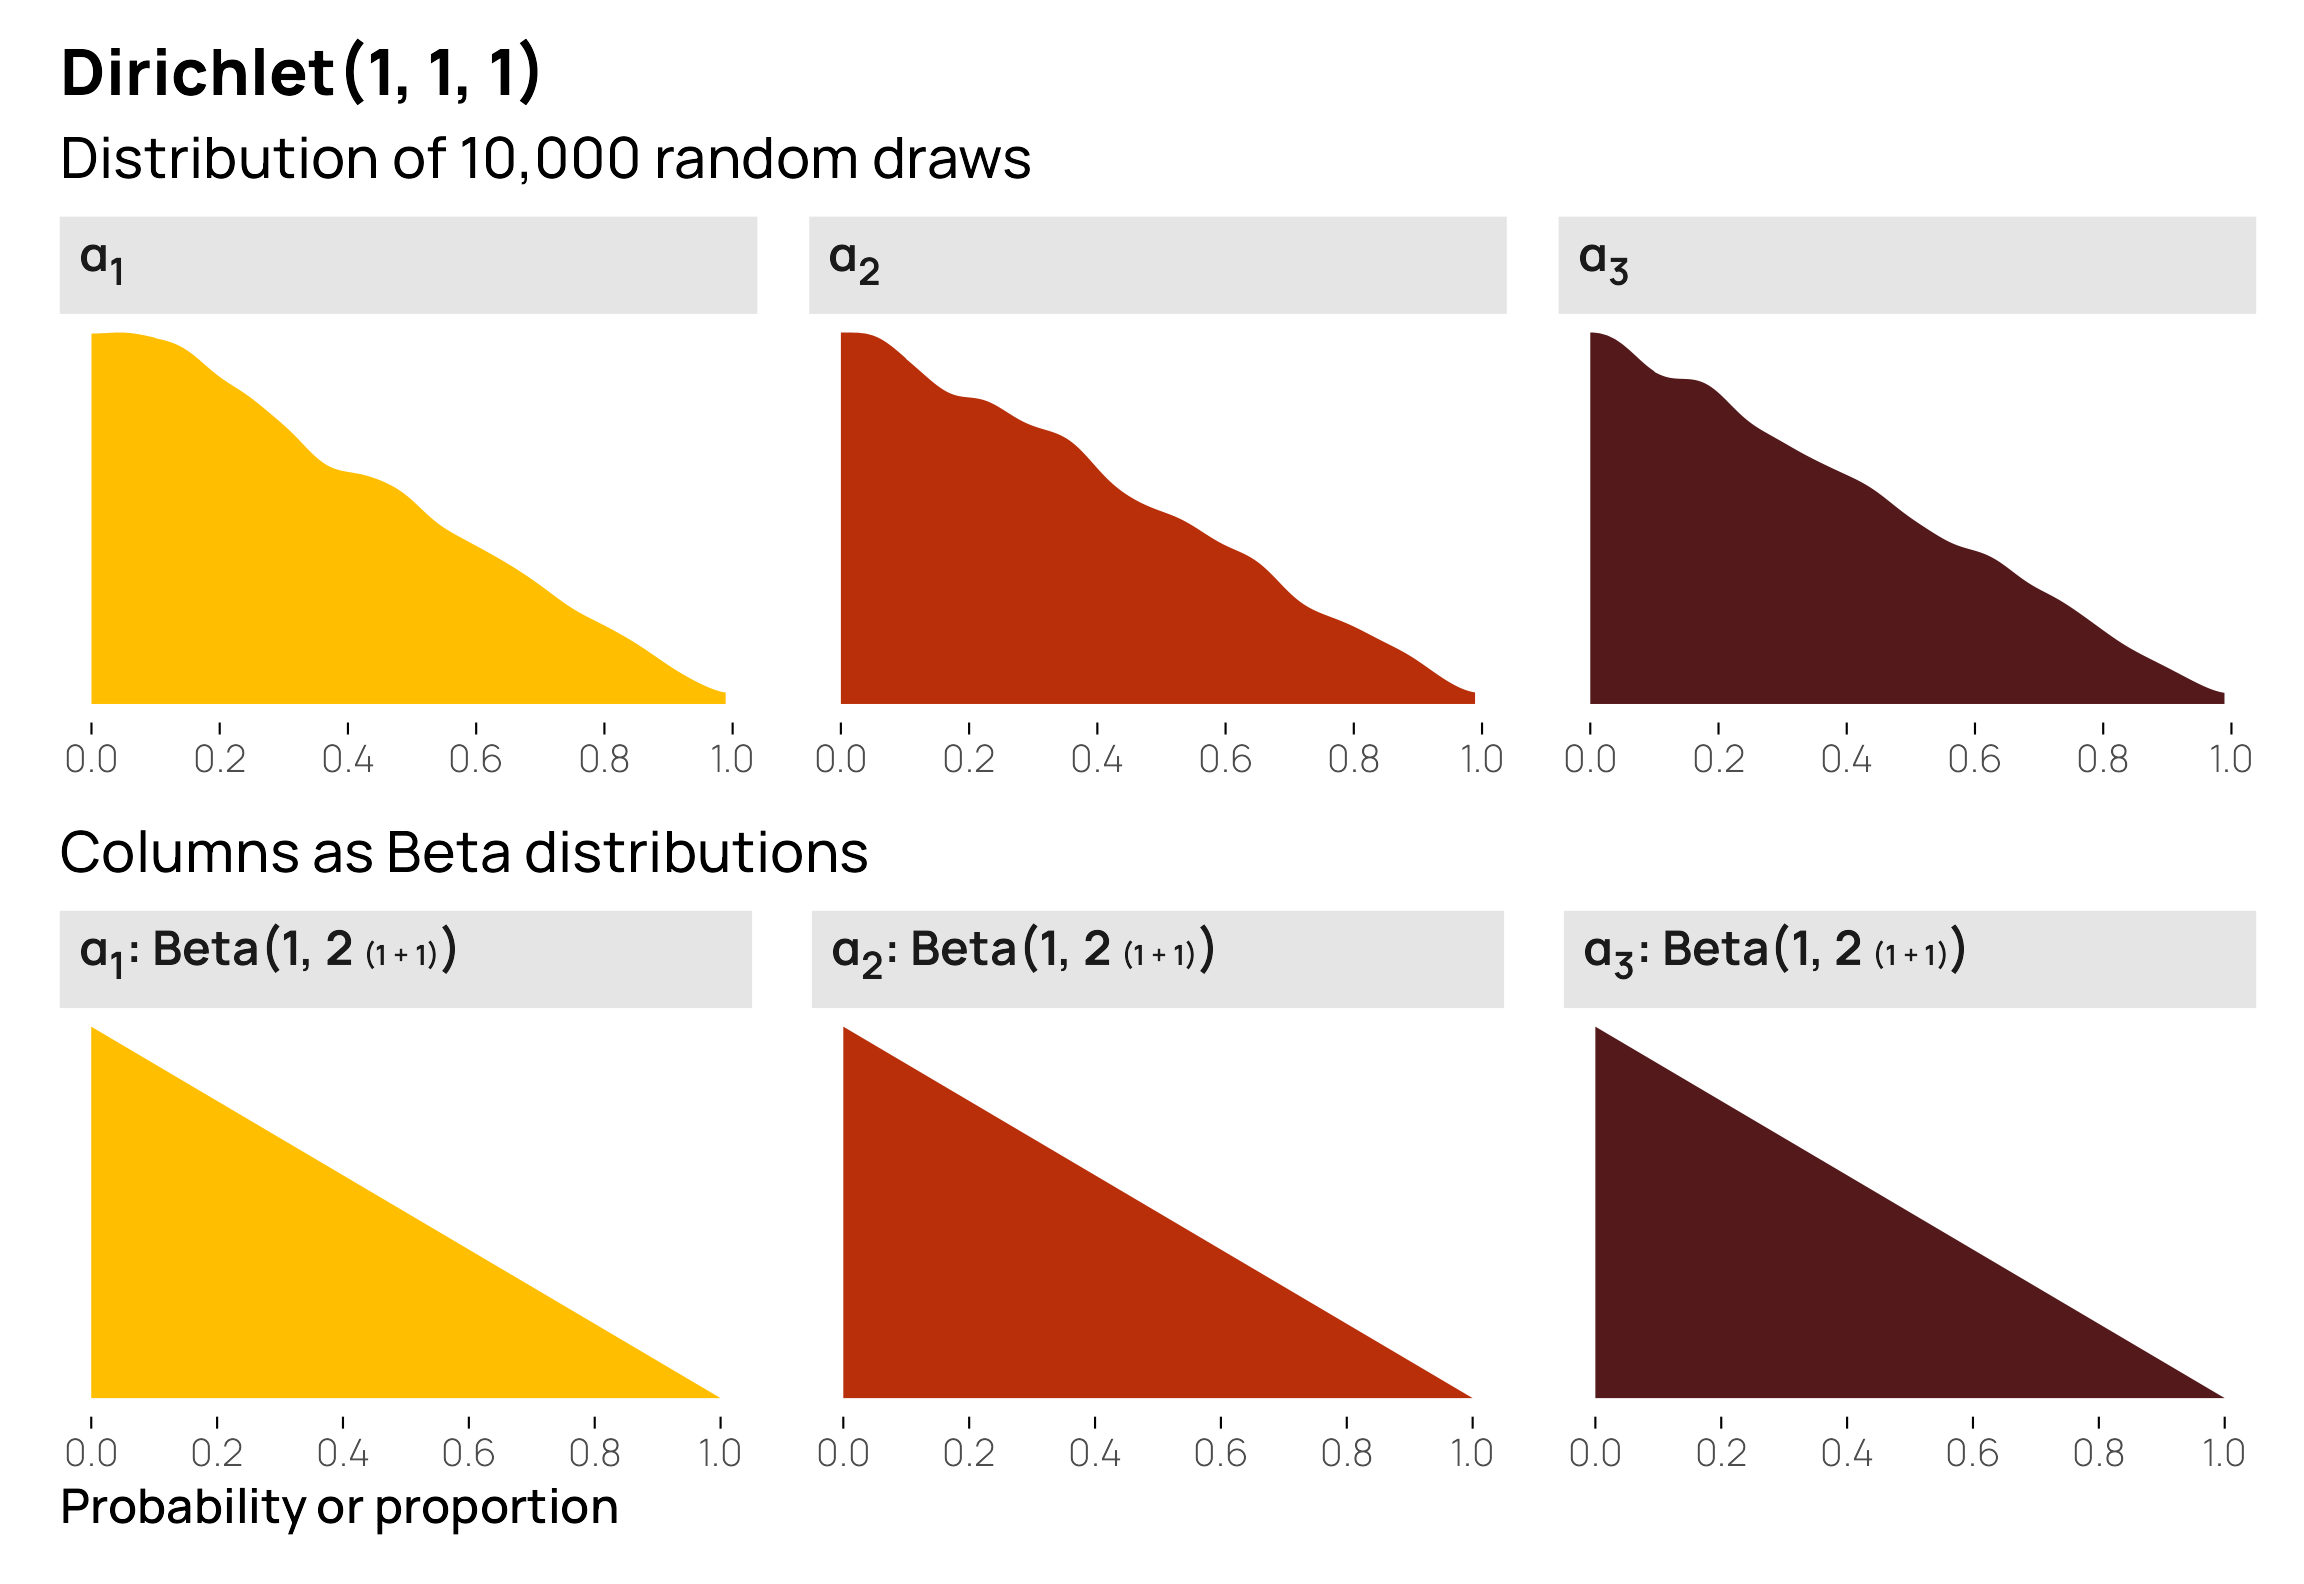 Dirichlet(1, 1, 1)
Distribution of 10,000 random draws
α1 α2 α3
0.0 0.2 0.4 0.6 0.8 1.0 0.0 0.2 0.4 0.6 0.8 1.0 0.0 0.2 0.4 0.6 0.8 1.0
Columns as Beta distributions
α1: Beta(1, 2 (1 + 1)) α2: Beta(1, 2 (1 + 1)) α3: Beta(1, 2 (1 + 1))
0.0 0.2 0.4 0.6 0.8 1.0 0.0 0.2 0.4 0.6 0.8 1.0 0.0 0.2 0.4 0.6 0.8 1.0
Probability or proportion